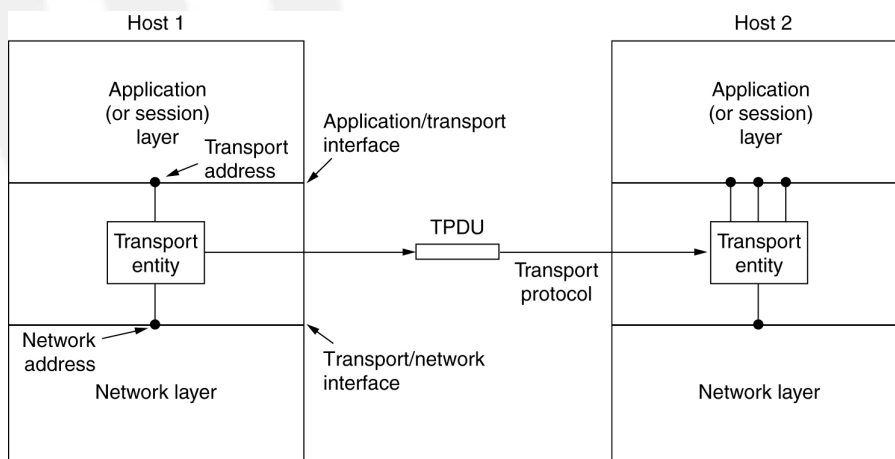 Host 1
Host 2
Application
(or session)
layer
Application/transport
interface
Application
(or session)
layer
Transport
address
TPDU
Transport
entity
Transport
entity
Transport
protocol
Network
address
Transport/network
interface
Network layer
Network layer